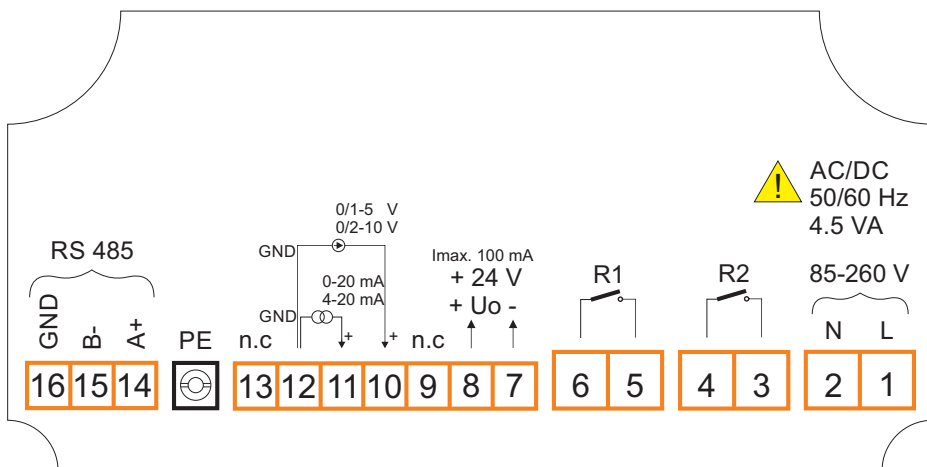 !
AC/DC
50/60 Hz
4.5 VA
85-260 V
N L
RS 485
GND
B-
A+
PE
GND
0/1-5 V
0/2-10 V
GND
0-20 mA
4-20 mA
+ +
n.c
n.c
Imax. 100 mA
+ 24 V
+ Uo -
R1
R2
16 15 14 13 12 11 10 9 8 7 6 5 4 3 2 1